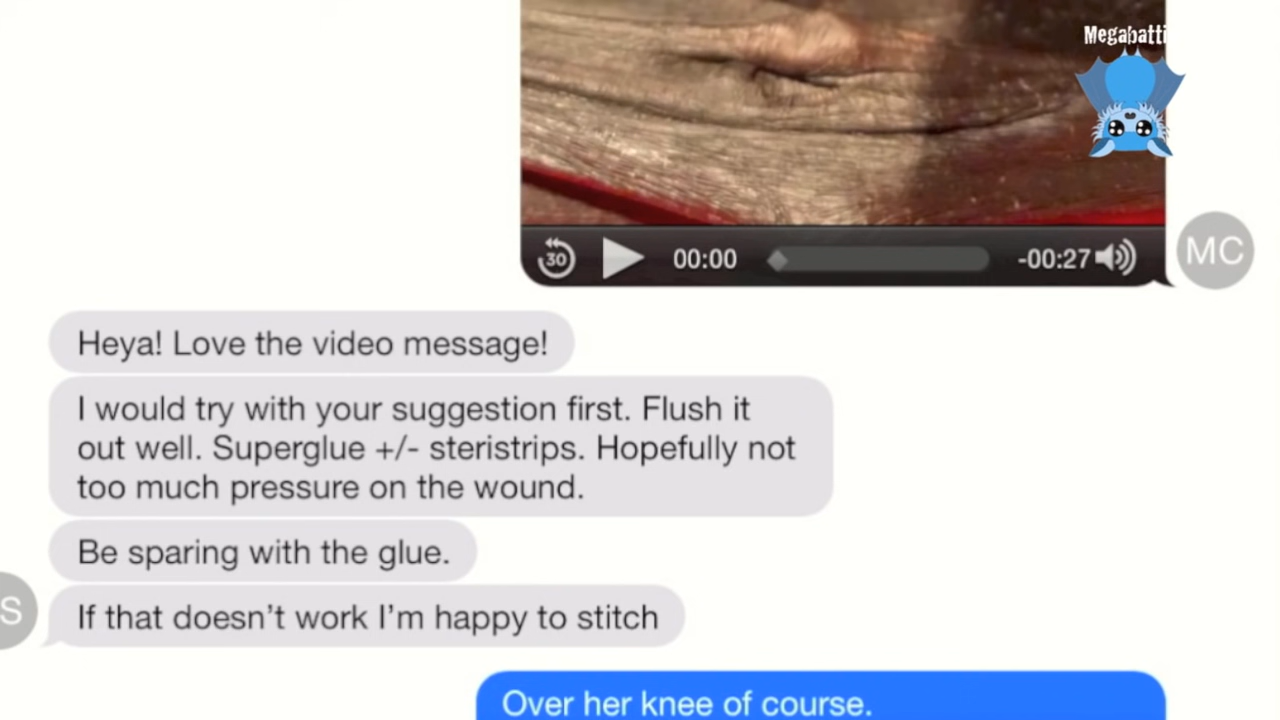 Megabatti
30
00:00
-00:27
MC
Heya! Love the video message!
I would try with your suggestion first. Flush it
out well. Superglue +/- steristrips. Hopefully not
too much pressure on the wound.
Be sparing with the glue.
S
If that doesn't work I'm happy to stitch
Over her knee of course.